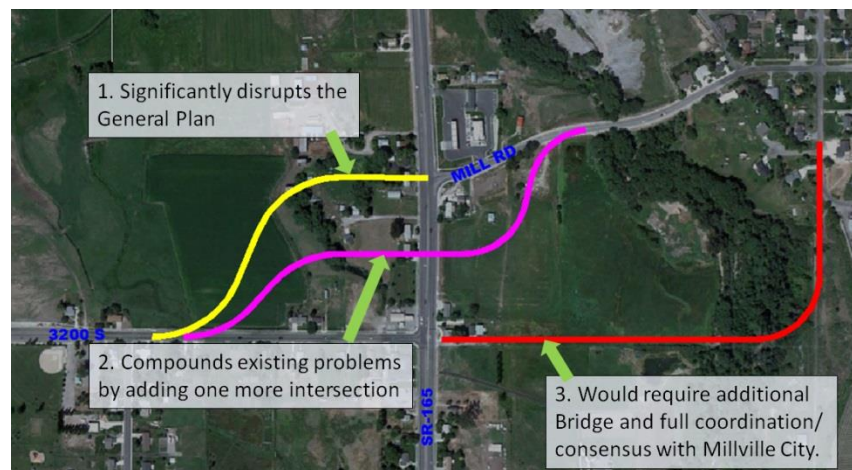 1. Significantly disrupts the
General Plan
MILL RD
3200 S
2. Compounds existing problems
by adding one more intersection
SR-165
3. Would require additional
Bridge and full coordination/
consensus with Millville City.